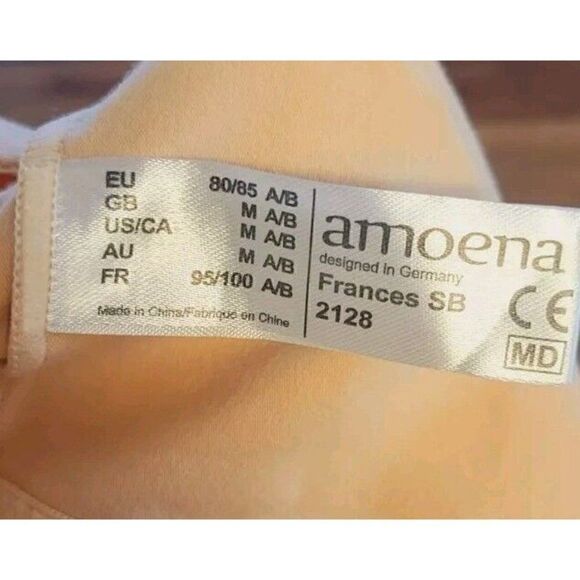 EU 80/85 A/B
GB M A/B
US/CA M A/B
AU M A/B
FR 95/100 A/B
Made in China/Fabriqué en Chine
amoena
designed in Germany
Frances SB
2128
CE
MD